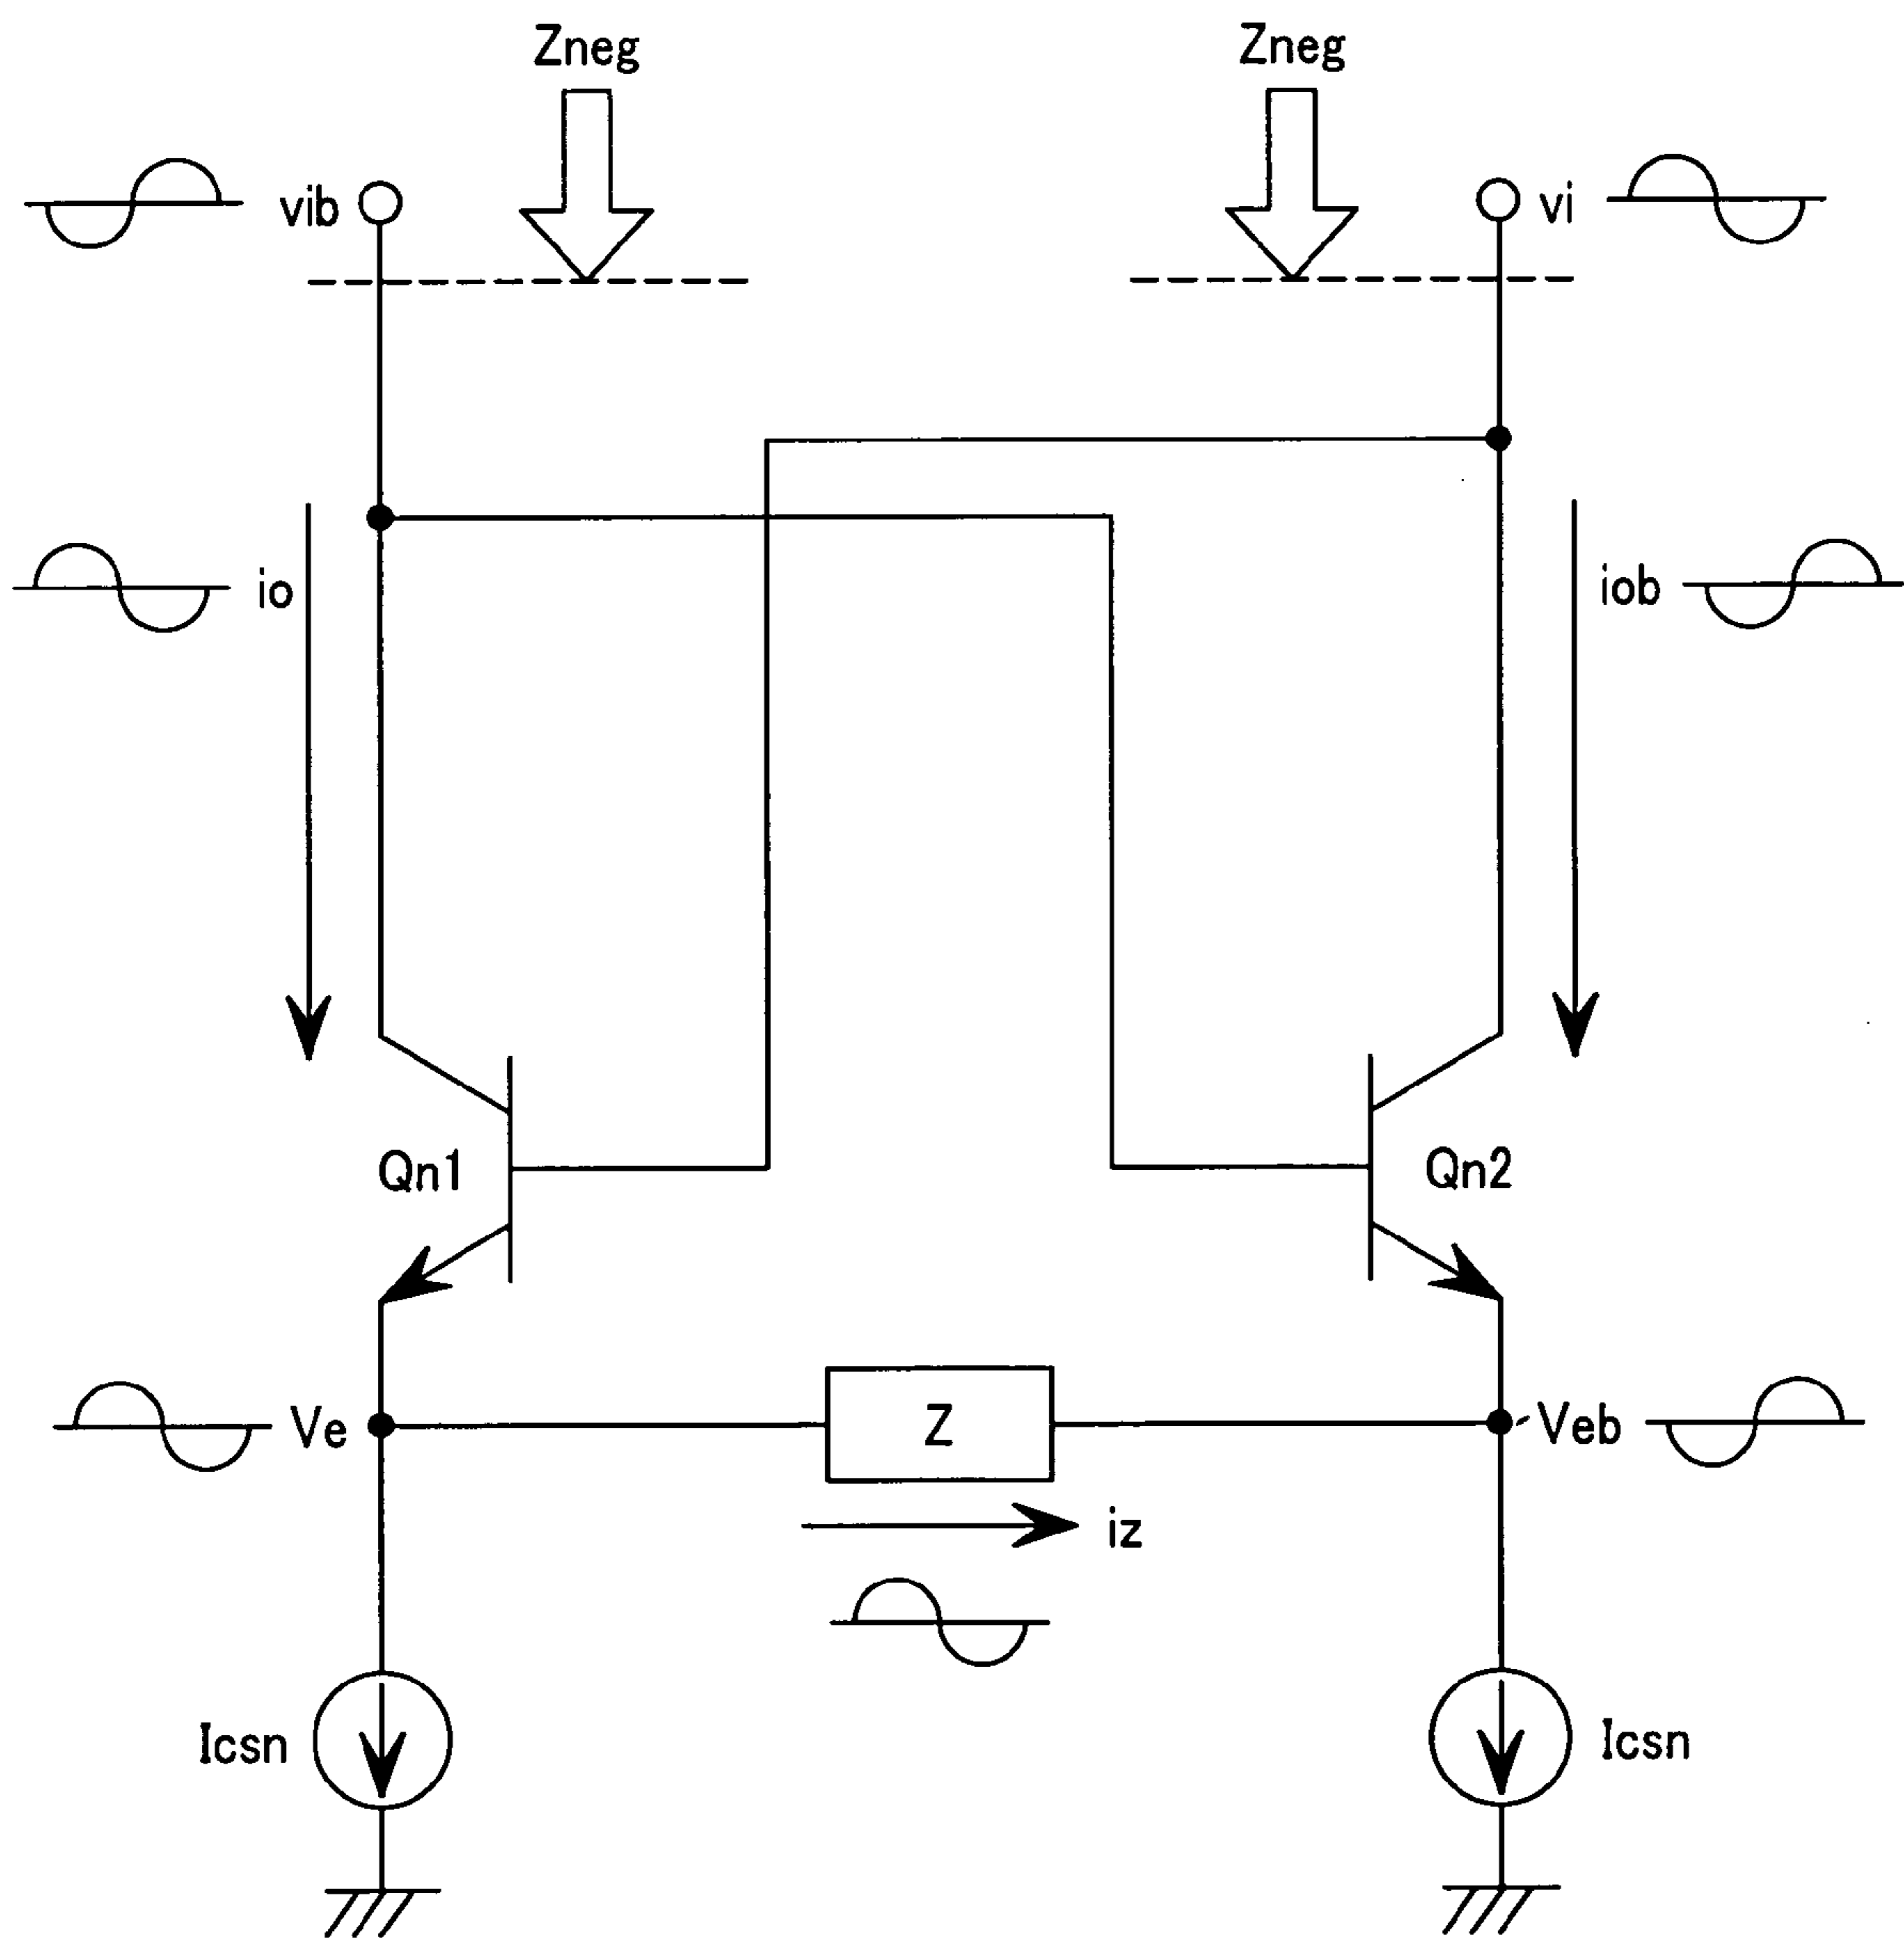 Zneg
Zneg
vib
vi
io
iob
Qn1
Qn2
Ve
Z
Veb
iz
Icsn
Icsn